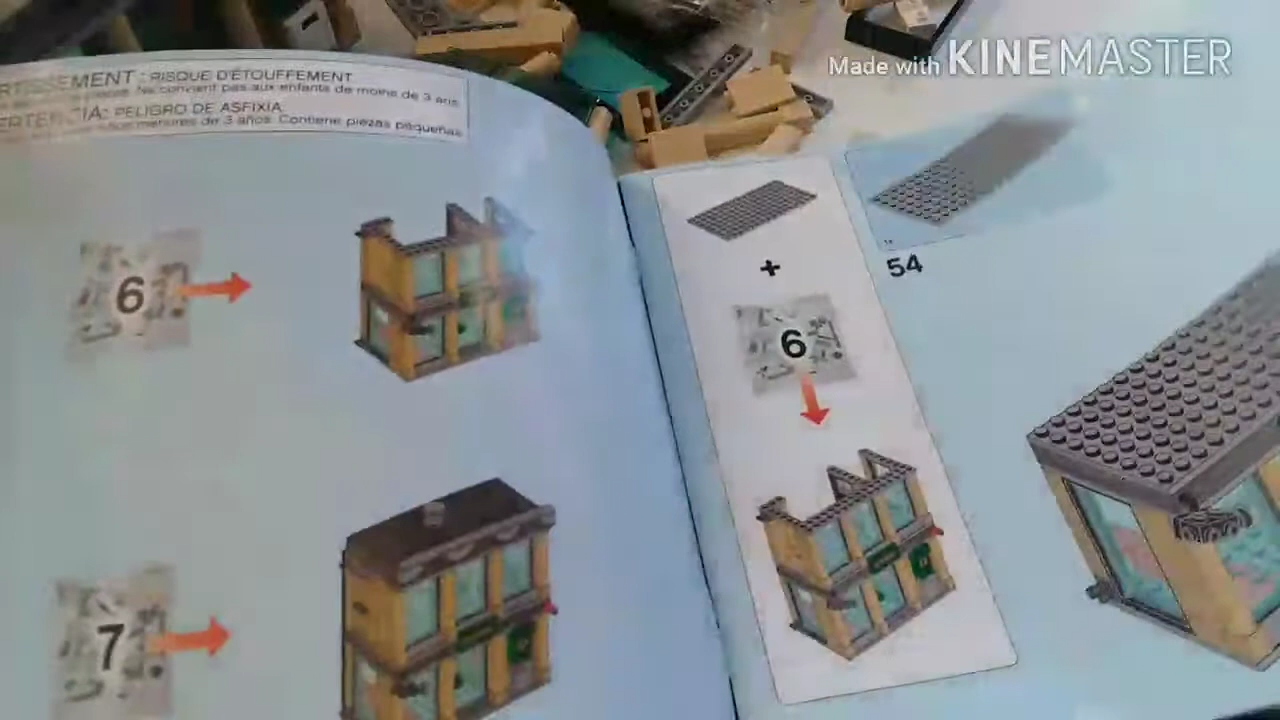 Made with KINEMASTER
RTISSEMENT : RISQUE D'ÉTOUFFEMENT
Ne convient pas aux enfants de moins de 3 ans.
ERTENCIA: PELIGRO DE ASFIXIA.
menores de 3 años. Contiene piezas pequeñas.
6
7
+
6
54